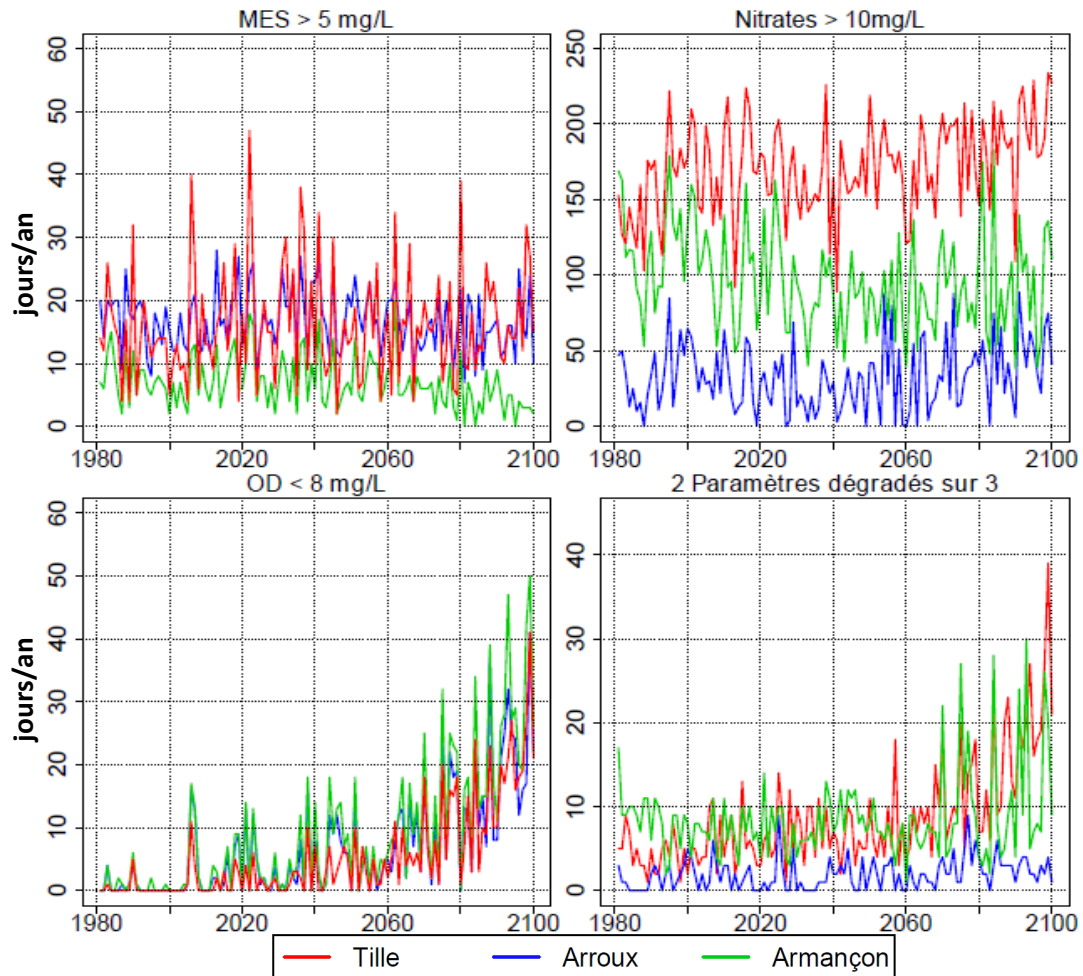 MES > 5 mg/L
Nitrates > 10mg/L
jours/an
60
50
40
30
20
10
0
250
200
150
100
50
0
1980 2020 2060 2100
1980 2020 2060 2100
OD < 8 mg/L
2 Paramètres dégradés sur 3
jours/an
60
50
40
30
20
10
0
40
30
20
10
0
1980 2020 2060 2100
1980 2020 2060 2100
Tille Arroux Armançon